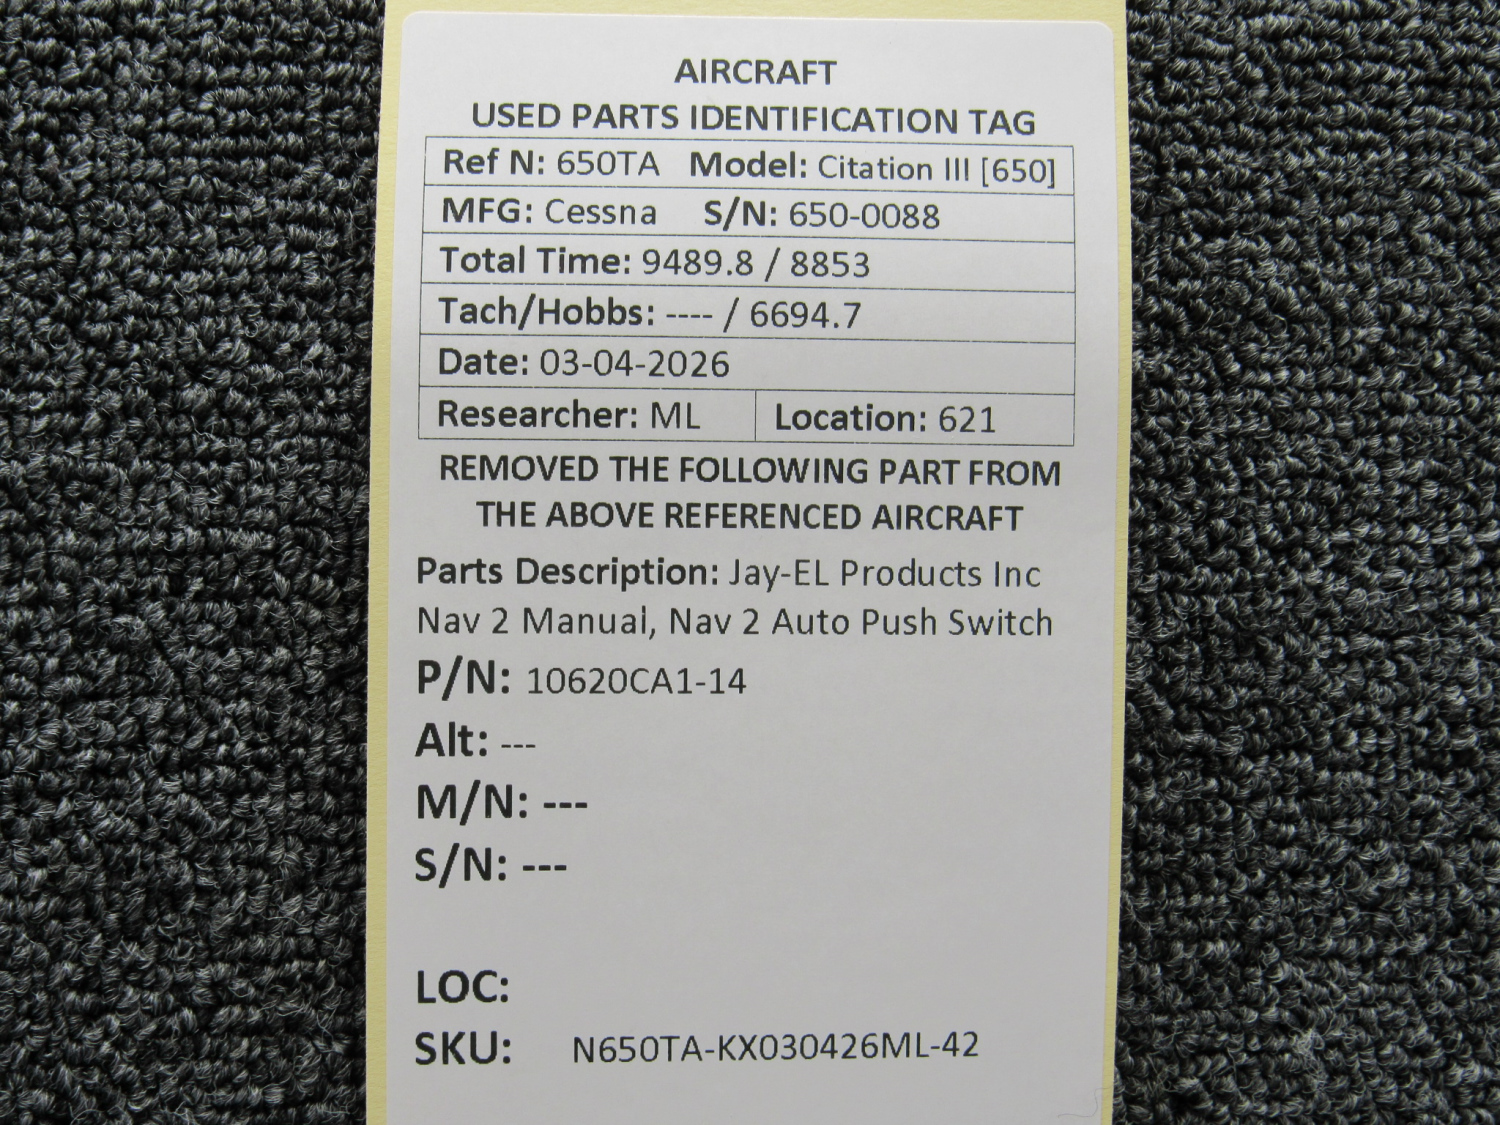 AIRCRAFT
USED PARTS IDENTIFICATION TAG
Ref N: 650TA Model: Citation III [650]
MFG: Cessna S/N: 650-0088
Total Time: 9489.8 / 8853
Tach/Hobbs: ---- / 6694.7
Date: 03-04-2026
Researcher: ML Location: 621
REMOVED THE FOLLOWING PART FROM
THE ABOVE REFERENCED AIRCRAFT
Parts Description: Jay-EL Products Inc
Nav 2 Manual, Nav 2 Auto Push Switch
P/N: 10620CA1-14
Alt: ---
M/N: ---
S/N: ---
LOC:
SKU: N650TA-KX030426ML-42